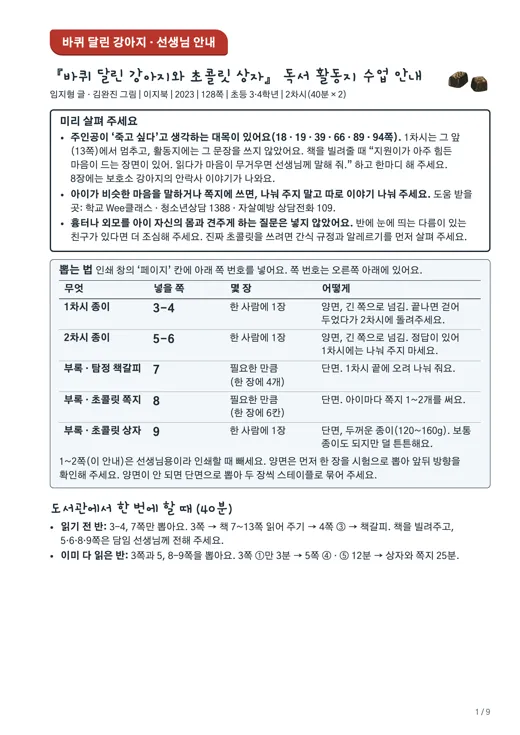 바퀴 달린 강아지 · 선생님 안내
『바퀴 달린 강아지와 초콜릿 상자』 독서 활동지 수업 안내
임지형 글 · 김완진 그림 | 이지북 | 2023 | 128쪽 | 초등 3·4학년 | 2차시(40분 × 2)
미리 살펴 주세요
• 주인공이 ‘죽고 싶다’고 생각하는 대목이 있어요(18 · 19 · 39 · 66 · 89 · 94쪽). 1차시는 그 앞
(13쪽)에서 멈추고, 활동지에는 그 문장을 쓰지 않았어요. 책을 빌려줄 때 “지원이가 아주 힘든
마음이 드는 장면이 있어. 읽다가 마음이 무거우면 선생님께 말해 줘.” 하고 한마디 해 주세요.
8장에는 보호소 강아지의 안락사 이야기가 나와요.
• 아이가 비슷한 마음을 말하거나 쪽지에 쓰면, 나눠 주지 말고 따로 이야기 나눠 주세요. 도움 받을
곳: 학교 Wee클래스 · 청소년상담 1388 · 자살예방 상담전화 109.
• 흉터나 외모를 아이 자신의 몸과 견주게 하는 질문은 넣지 않았어요. 반에 눈에 띄는 다름이 있는
친구가 있다면 더 조심해 주세요. 진짜 초콜릿을 쓰려면 간식 규정과 알레르기를 먼저 살펴 주세요.
뽑는 법 인쇄 창의 ‘페이지’ 칸에 아래 쪽 번호를 넣어요. 쪽 번호는 오른쪽 아래에 있어요.
무엇 넣을 쪽 몇 장 어떻게
1차시 종이 3-4 한 사람에 1장 양면, 긴 쪽으로 넘김. 끝나면 걷어
두었다가 2차시에 돌려주세요.
2차시 종이 5-6 한 사람에 1장 양면, 긴 쪽으로 넘김. 정답이 있어
1차시에는 나눠 주지 마세요.
부록 · 탐정 책갈피 7 필요한 만큼 단면. 1차시 끝에 오려 나눠 줘요.
(한 장에 4개)
부록 · 초콜릿 쪽지 8 필요한 만큼 단면. 아이마다 쪽지 1~2개를 써요.
(한 장에 6칸)
부록 · 초콜릿 상자 9 한 사람에 1장 단면, 두꺼운 종이(120~160g). 보통
종이도 되지만 덜 튼튼해요.
1~2쪽(이 안내)은 선생님용이라 인쇄할 때 빼세요. 양면은 먼저 한 장을 시험으로 뽑아 앞뒤 방향을
확인해 주세요. 양면이 안 되면 단면으로 뽑아 두 장씩 스테이플로 묶어 주세요.
도서관에서 한 번에 할 때 (40분)
• 읽기 전 반: 3-4, 7쪽만 뽑아요. 3쪽 → 책 7~13쪽 읽어 주기 → 4쪽 ③ → 책갈피. 책을 빌려주고,
5·6·8·9쪽은 담임 선생님께 전해 주세요.
• 이미 다 읽은 반: 3쪽과 5, 8-9쪽을 뽑아요. 3쪽 ①만 3분 → 5쪽 ④ · ⑤ 12분 → 상자와 쪽지 25분.
1 / 9